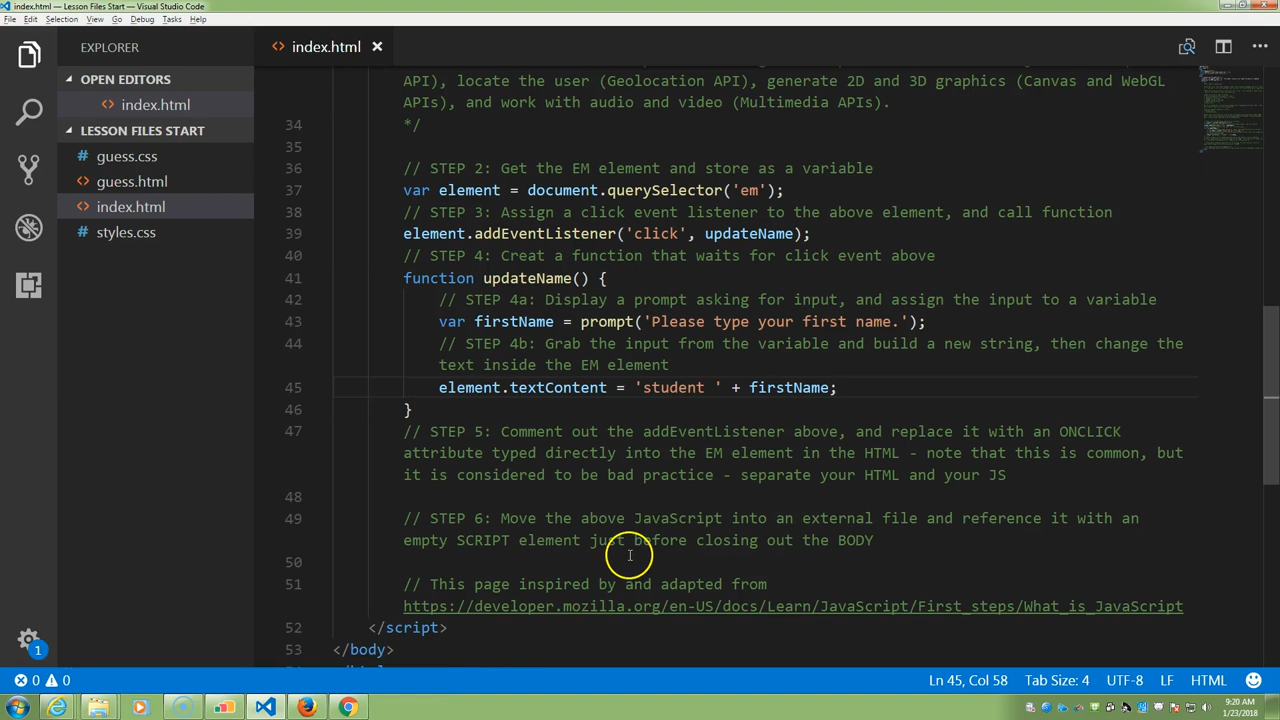 index.html - Lesson Files Start - Visual Studio Code
File Edit Selection View Go Debug Tasks Help
EXPLORER
index.html
OPEN EDITORS
index.html
LESSON FILES START
guess.css
guess.html
index.html
styles.css
API), locate the user (Geolocation API), generate 2D and 3D graphics (Canvas and WebGL
APIs), and work with audio and video (Multimedia APIs).
34 */
35
36 // STEP 2: Get the EM element and store as a variable
37 var element = document.querySelector('em');
38 // STEP 3: Assign a click event listener to the above element, and call function
39 element.addEventListener('click', updateName);
40 // STEP 4: Creat a function that waits for click event above
41 function updateName() {
42 // STEP 4a: Display a prompt asking for input, and assign the input to a variable
43 var firstName = prompt('Please type your first name.');
44 // STEP 4b: Grab the input from the variable and build a new string, then change the
text inside the EM element
45 element.textContent = 'student ' + firstName;
46 }
47 // STEP 5: Comment out the addEventListener above, and replace it with an ONCLICK
attribute typed directly into the EM element in the HTML - note that this is common, but
it is considered to be bad practice - separate your HTML and your JS
48
49 // STEP 6: Move the above JavaScript into an external file and reference it with an
empty SCRIPT element just before closing out the BODY
50
51 // This page inspired by and adapted from
https://developer.mozilla.org/en-US/docs/Learn/JavaScript/First_steps/What_is_JavaScript
52 </script>
53 </body>
1
0 0
Ln 45, Col 58 Tab Size: 4 UTF-8 LF HTML
9:20 AM
1/23/2018